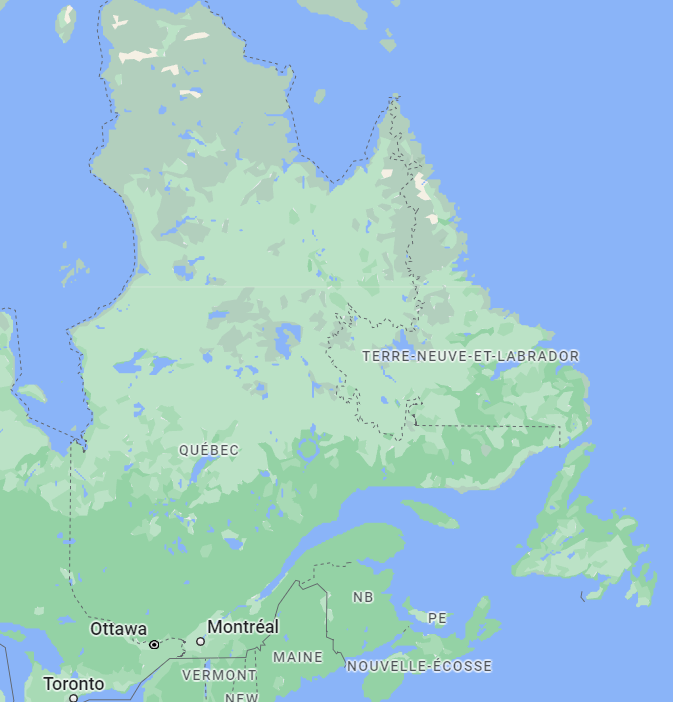 TERRE-NEUVE-ET-LABRADOR
QUÉBEC
NB
PE
Ottawa
Montréal
MAINE
NOUVELLE-ÉCOSSE
VERMONT
Toronto
NEW